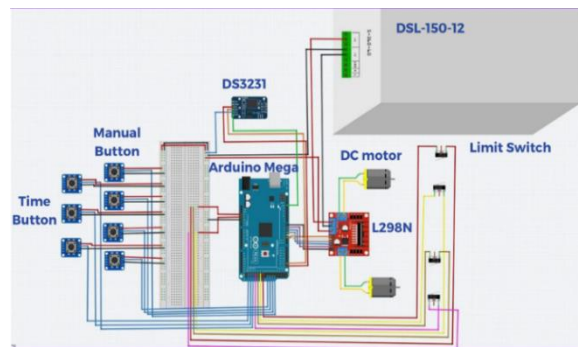 DSL-150-12
DS3231
Manual
Button
Arduino Mega
DC motor
Limit Switch
Time
Button
L298N